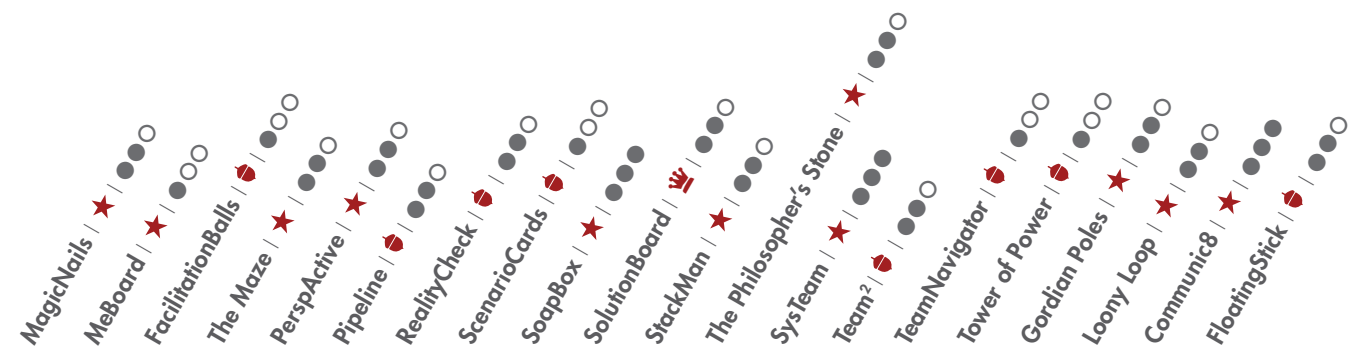 MagicNails |
MeBoard |
FacilitationBalls |
The Maze |
PerspActive |
Pipeline |
RealityCheck |
ScenarioCards |
SoapBox |
SolutionBoard |
StackMan |
The Philosopher's Stone |
SysTeam |
Team² |
TeamNavigator |
Tower of Power |
Gordian Poles |
Loony Loop |
Communic8 |
FloatingStick |